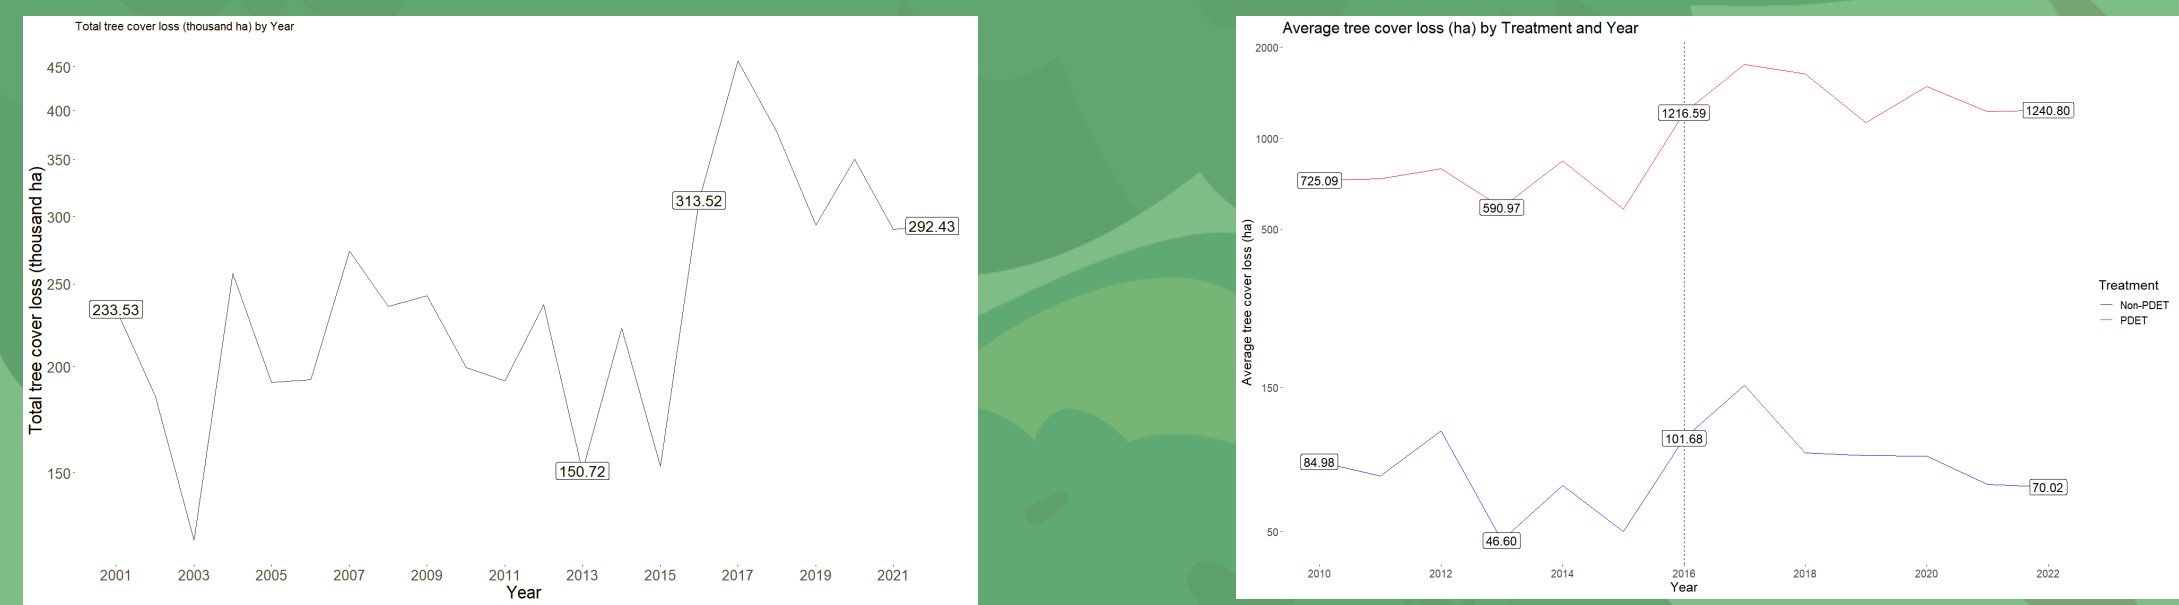 Total tree cover loss (thousand ha) by Year
Total tree cover loss (thousand ha)
450
400
350
300
250
200
150
233.53
150.72
313.52
292.43
2001 2003 2005 2007 2009 2011 2013 2015 2017 2019 2021
Year
Average tree cover loss (ha) by Treatment and Year
Average tree cover loss (ha)
2000
1000
500
150
50
725.09
590.97
1216.59
1240.80
84.98
46.60
101.68
70.02
2010 2012 2014 2016 2018 2020 2022
Year
Treatment
Non-PDET
PDET